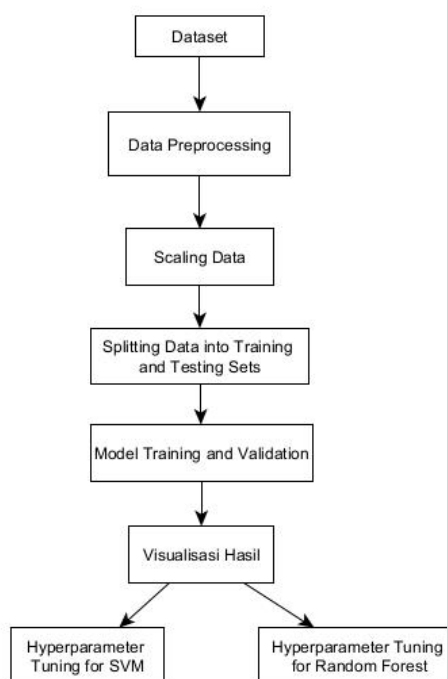 Dataset
Data Preprocessing
Scaling Data
Splitting Data into Training
and Testing Sets
Model Training and Validation
Visualisasi Hasil
Hyperparameter
Tuning for SVM
Hyperparameter Tuning
for Random Forest